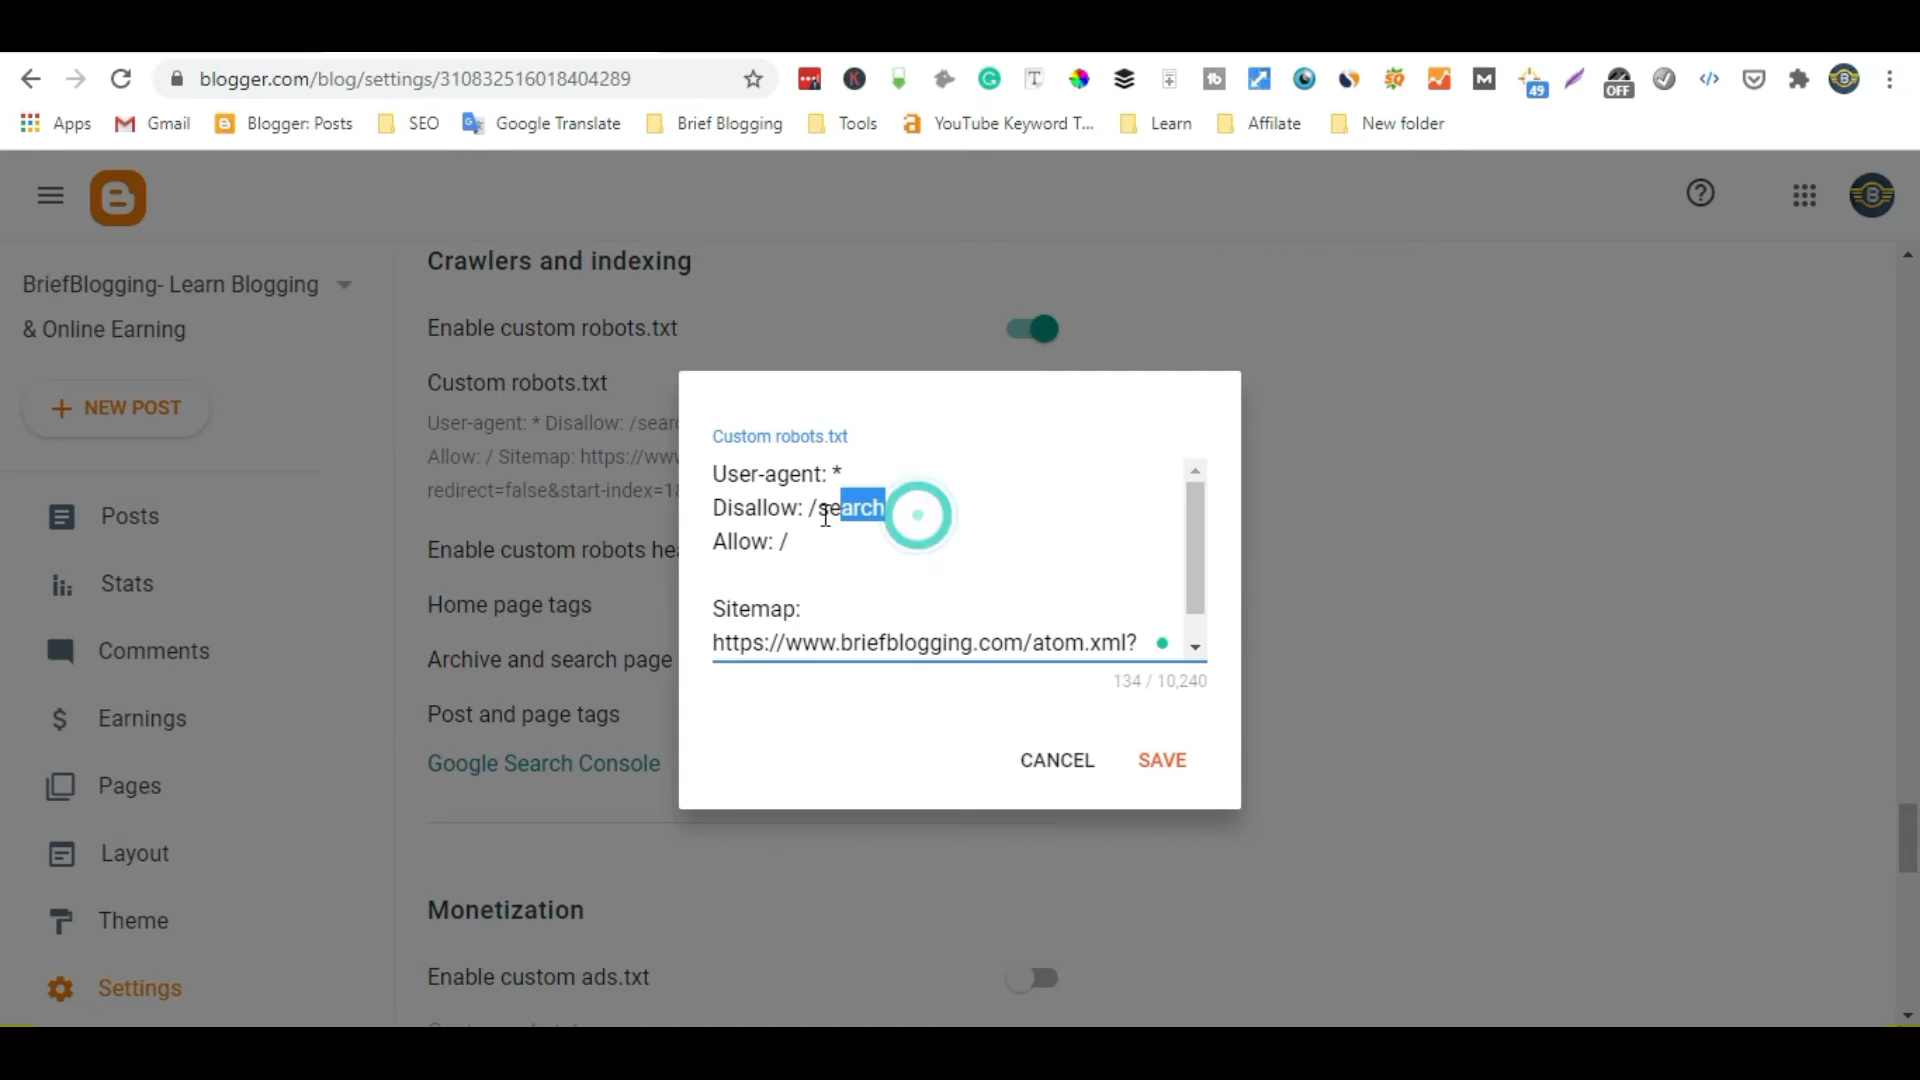 blogger.com/blog/settings/310832516018404289
49
OFF
Apps
Gmail
Blogger: Posts
SEO
Google Translate
Brief Blogging
Tools
YouTube Keyword T...
Learn
Affilate
New folder
BriefBlogging- Learn Blogging
& Online Earning
NEW POST
Posts
Stats
Comments
Earnings
Pages
Layout
Theme
Settings
Crawlers and indexing
Enable custom robots.txt
Custom robots.txt
User-agent: * Disallow: /sear
Allow: / Sitemap: https://www
redirect=false&start-index=1
Enable custom robots hea
Home page tags
Archive and search page
Post and page tags
Google Search Console
Monetization
Enable custom ads.txt
Custom robots.txt
User-agent: *
Disallow: /search
Allow: /
Sitemap:
https://www.briefblogging.com/atom.xml?
134 / 10,240
CANCEL
SAVE